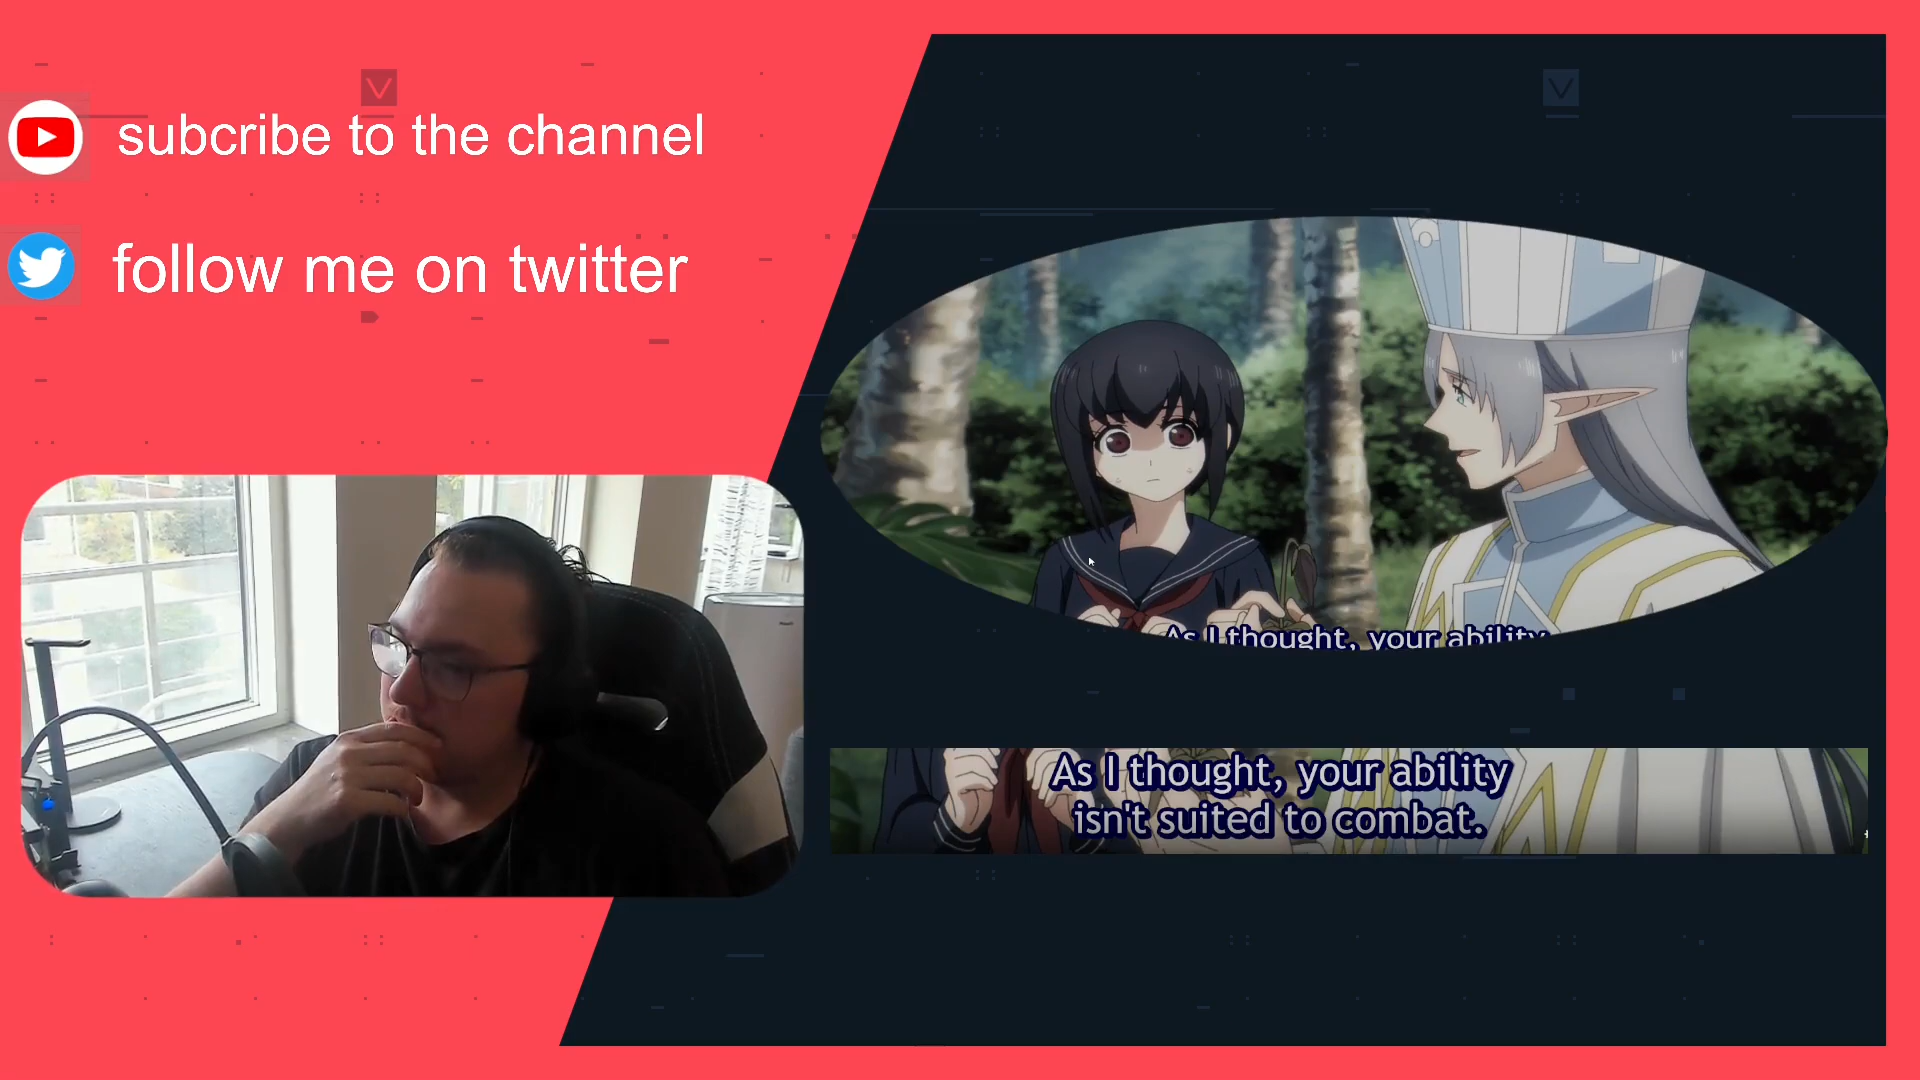 subcribe to the channel
follow me on twitter
As I thought, your ability
As I thought, your ability
isn't suited to combat.